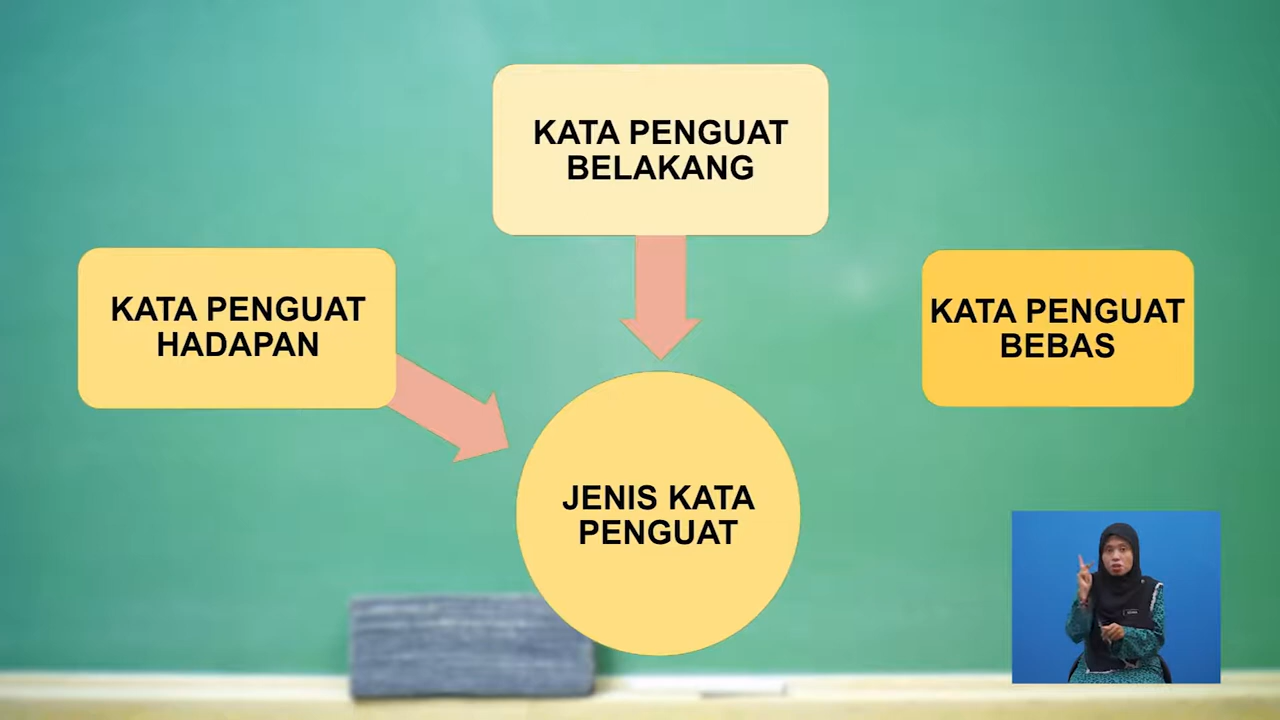 KATA PENGUAT
BELAKANG
KATA PENGUAT
HADAPAN
KATA PENGUAT
BEBAS
JENIS KATA
PENGUAT